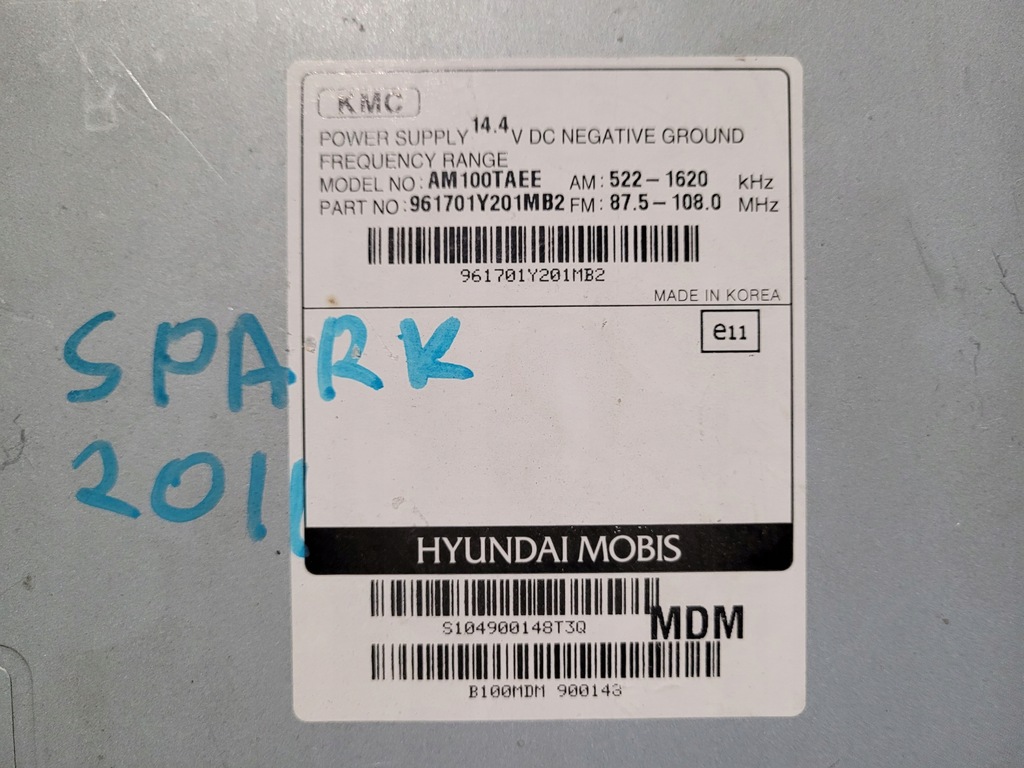 KMC
POWER SUPPLY 14.4 V DC NEGATIVE GROUND
FREQUENCY RANGE
MODEL NO: AM100TAEE AM: 522-1620 kHz
PART NO: 961701Y201MB2 FM: 87.5-108.0 MHz
961701Y201MB2
MADE IN KOREA
e11
SPARK
2011
HYUNDAI MOBIS
S104900148T3Q
MDM
B100MDM 900143